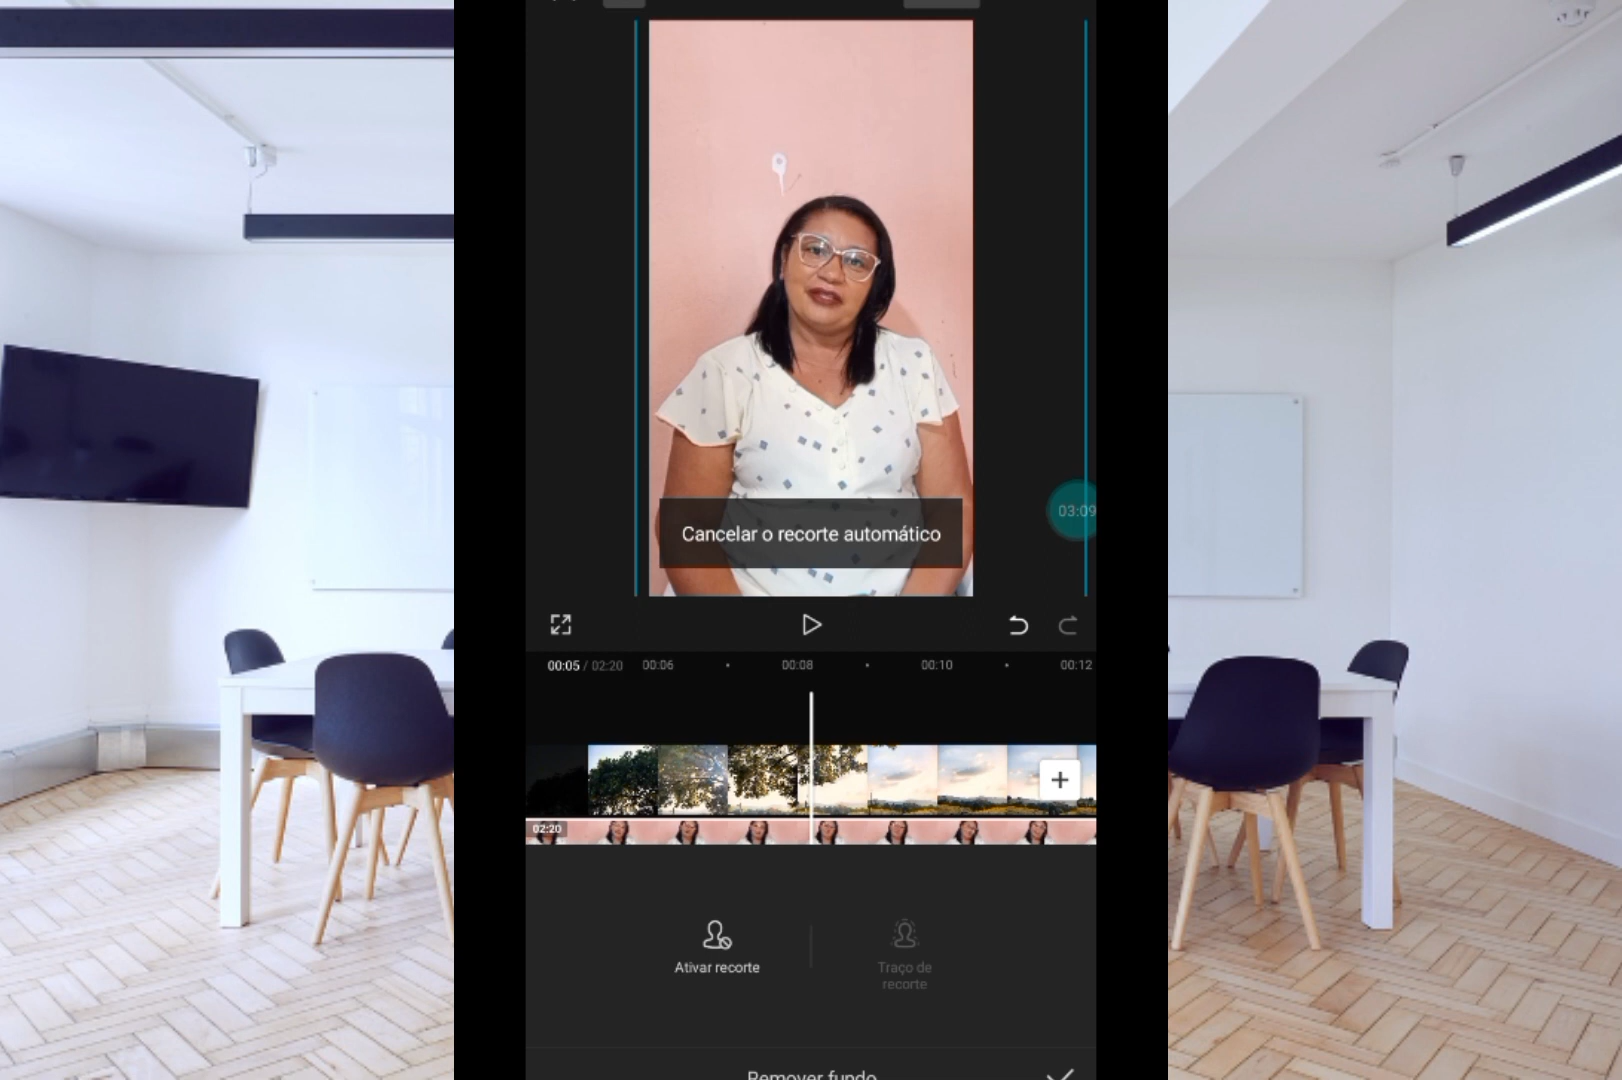 Cancelar o recorte automático
03:09
00:05 / 02:20 00:06 00:08 00:10 00:12
02:20
Ativar recorte
Traço de
recorte
Remover fundo